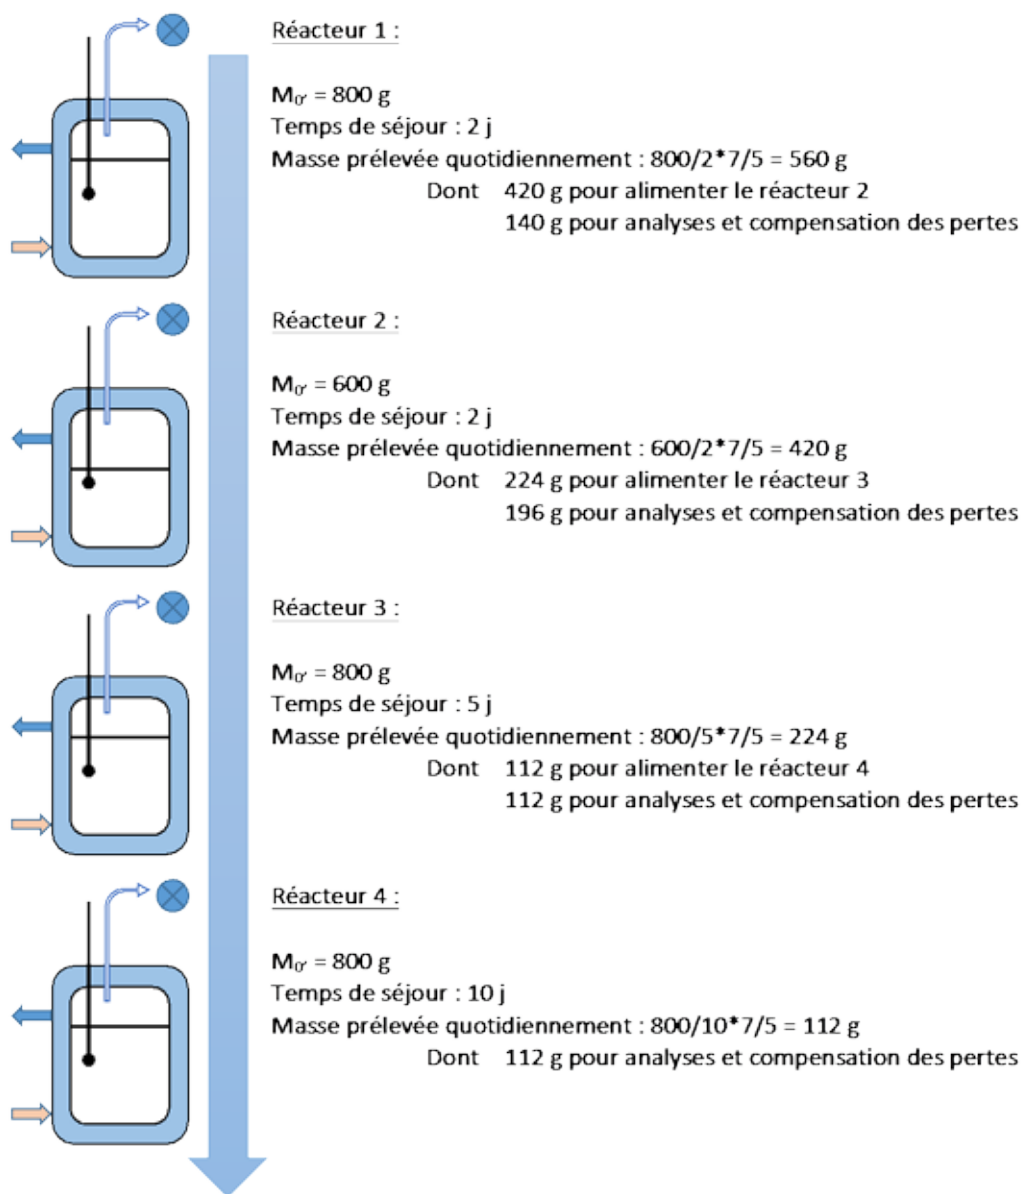 Réacteur 1 :
M₀' = 800 g
Temps de séjour : 2 j
Masse prélevée quotidiennement : 800/2*7/5 = 560 g
Dont 420 g pour alimenter le réacteur 2
140 g pour analyses et compensation des pertes
Réacteur 2 :
M₀' = 600 g
Temps de séjour : 2 j
Masse prélevée quotidiennement : 600/2*7/5 = 420 g
Dont 224 g pour alimenter le réacteur 3
196 g pour analyses et compensation des pertes
Réacteur 3 :
M₀' = 800 g
Temps de séjour : 5 j
Masse prélevée quotidiennement : 800/5*7/5 = 224 g
Dont 112 g pour alimenter le réacteur 4
112 g pour analyses et compensation des pertes
Réacteur 4 :
M₀' = 800 g
Temps de séjour : 10 j
Masse prélevée quotidiennement : 800/10*7/5 = 112 g
Dont 112 g pour analyses et compensation des pertes